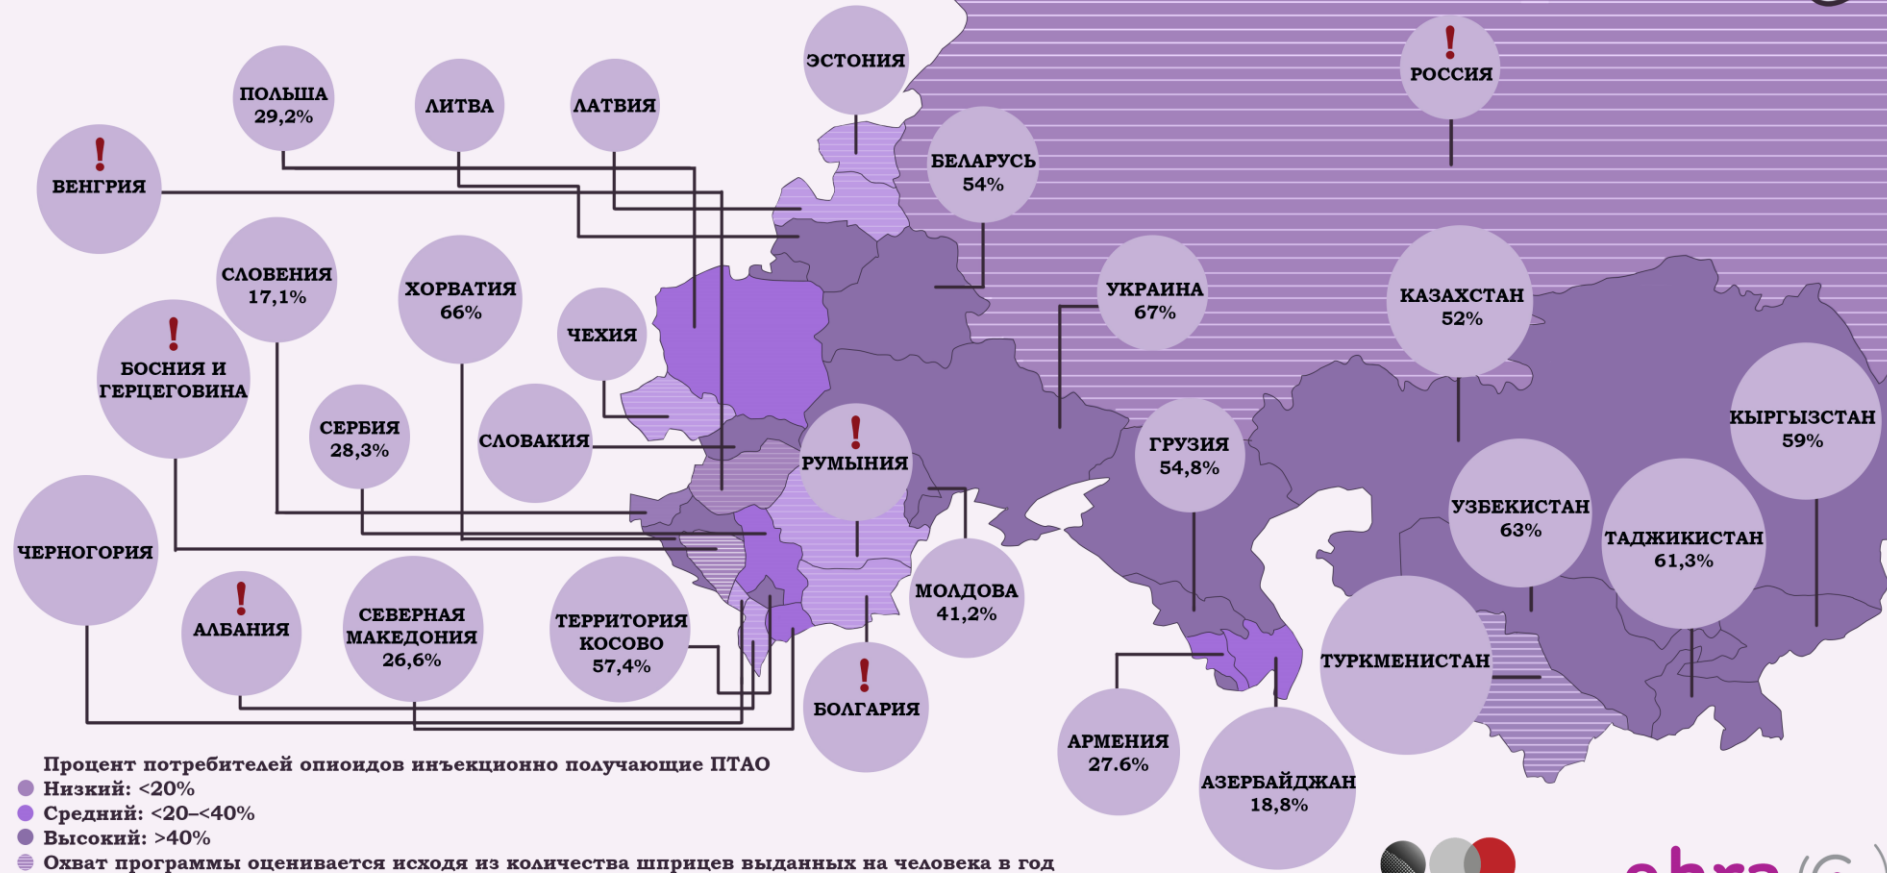 ЭСТОНИЯ
!
РОССИЯ
ПОЛЬША
29,2%
ЛИТВА
ЛАТВИЯ
!
ВЕНГРИЯ
БЕЛАРУСЬ
54%
СЛОВЕНИЯ
17,1%
ХОРВАТИЯ
66%
УКРАИНА
67%
КАЗАХСТАН
52%
ЧЕХИЯ
!
БОСНИЯ И
ГЕРЦЕГОВИНА
СЕРБИЯ
28,3%
СЛОВАКИЯ
!
РУМЫНИЯ
ГРУЗИЯ
54,8%
КЫРГЫЗСТАН
59%
УЗБЕКИСТАН
63%
ТАДЖИКИСТАН
61,3%
ЧЕРНОГОРИЯ
!
АЛБАНИЯ
СЕВЕРНАЯ
МАКЕДОНИЯ
26,6%
ТЕРРИТОРИЯ
КОСОВО
57,4%
МОЛДОВА
41,2%
!
БОЛГАРИЯ
ТУРКМЕНИСТАН
АРМЕНИЯ
27.6%
АЗЕРБАЙДЖАН
18,8%
Процент потребителей опиоидов инъекционно получающие ПТАО
Низкий: <20%
Средний: <20–<40%
Высокий: >40%
Охват программы оценивается исходя из количества шприцев выданных на человека в год